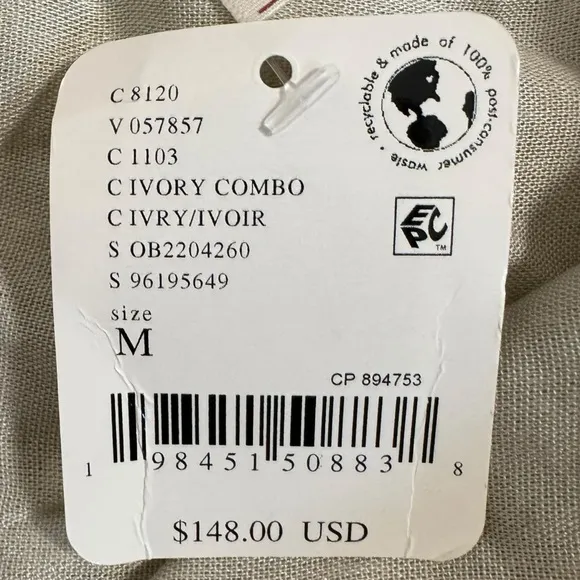 C 8120
V 057857
C 1103
C IVORY COMBO
C IVRY/IVOIR
S OB2204260
S 96195649
size
M
recyclable & made of 100% post-consumer waste •
EPC
TM
CP 894753
1 98451 50883 8
$148.00 USD